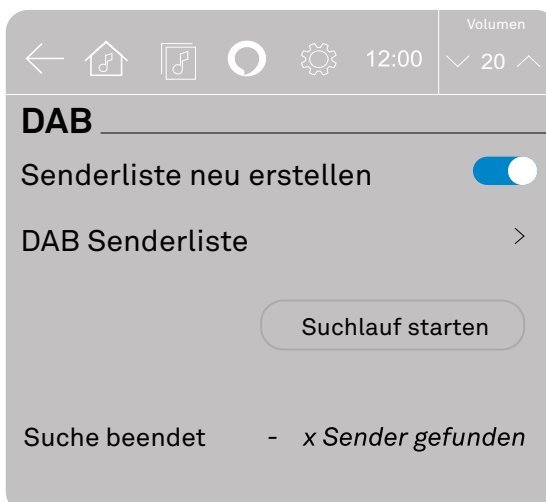 Volumen
12:00 20
DAB
Senderliste neu erstellen
DAB Senderliste
Suchlauf starten
Suche beendet - x Sender gefunden